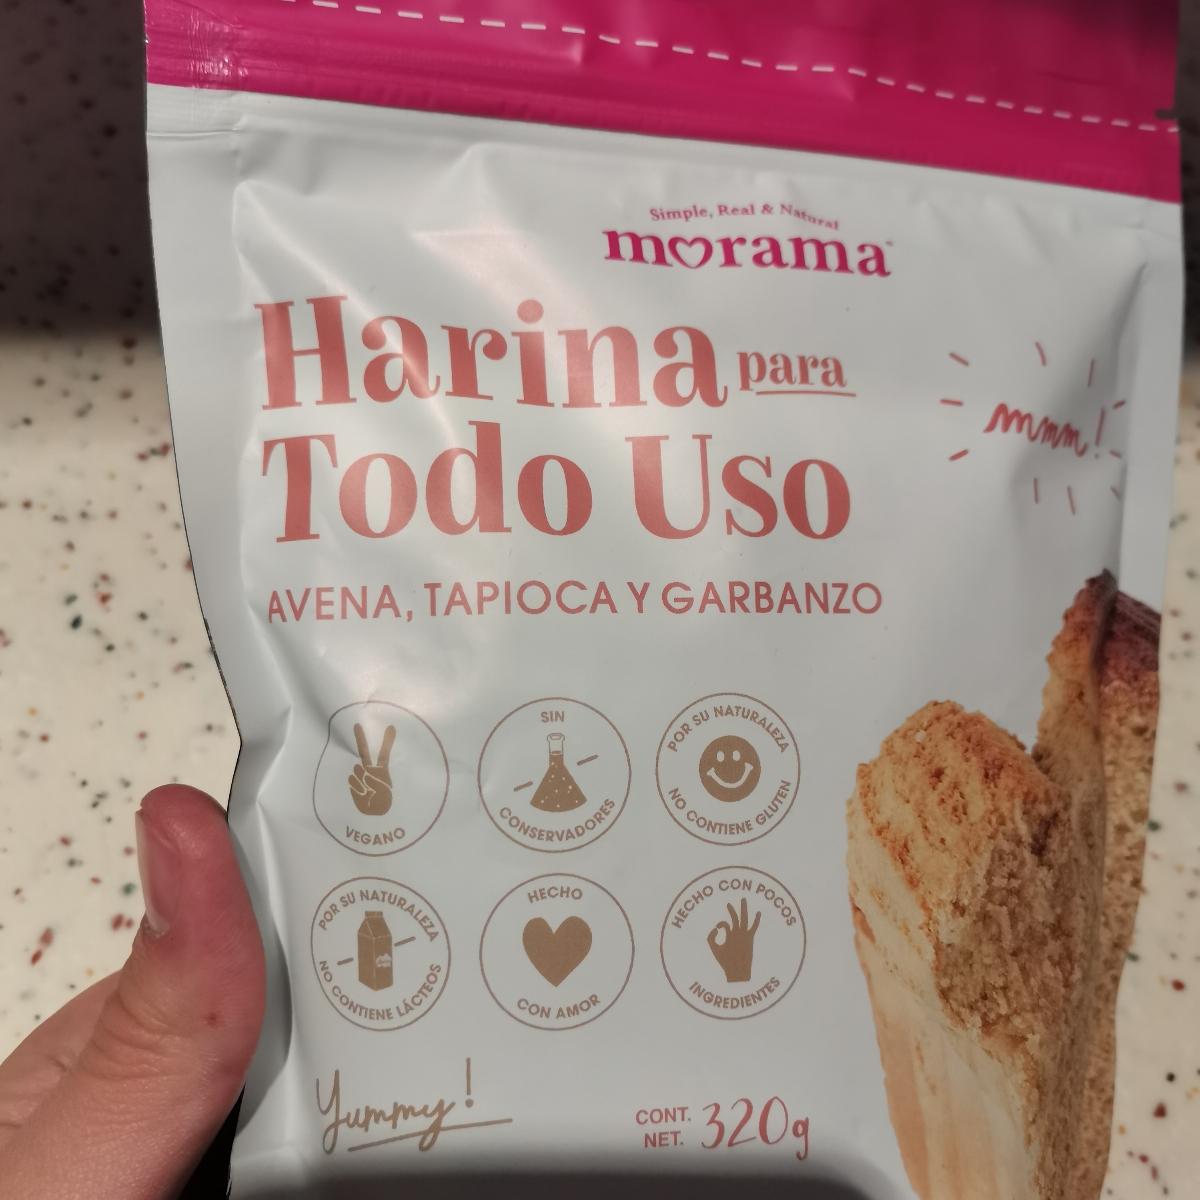 Simple, Real & Natural
morama
Harina para
Todo Uso
mmm!
AVENA, TAPIOCA Y GARBANZO
VEGANO
SIN
CONSERVADORES
POR SU NATURALEZA
NO CONTIENE GLUTEN
POR SU NATURALEZA
NO CONTIENE LÁCTEOS
HECHO
CON AMOR
HECHO CON POCOS
INGREDIENTES
Yummy!
CONT.
NET. 320g